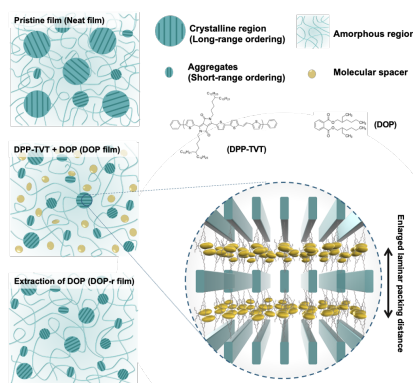 Pristine film (Neat film)
Crystalline region
(Long-range ordering)
Amorphous region
Aggregates
(Short-range ordering)
Molecular spacer
(DPP-TVT)
(DOP)
DPP-TVT + DOP (DOP film)
Extraction of DOP (DOP-r film)
Enlarged laminar packing
distance